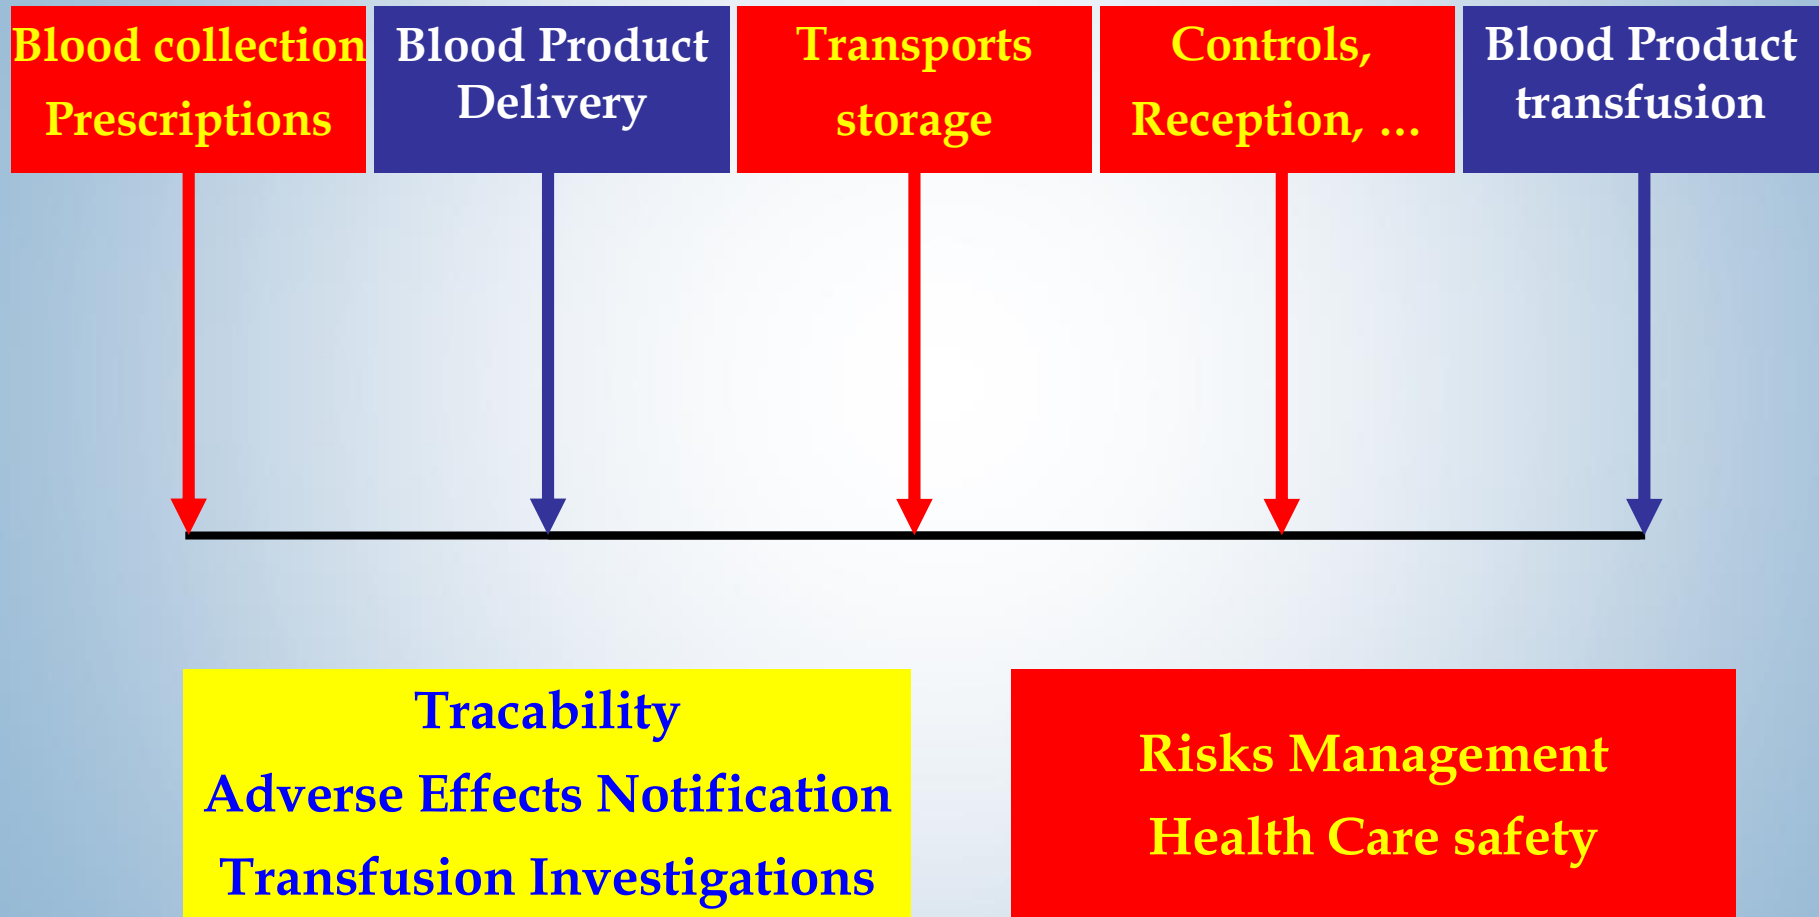 Blood collection
Prescriptions
Blood Product
Delivery
Transports
storage
Controls,
Reception, ...
Blood Product
transfusion
Tracability
Adverse Effects Notification
Transfusion Investigations
Risks Management
Health Care safety